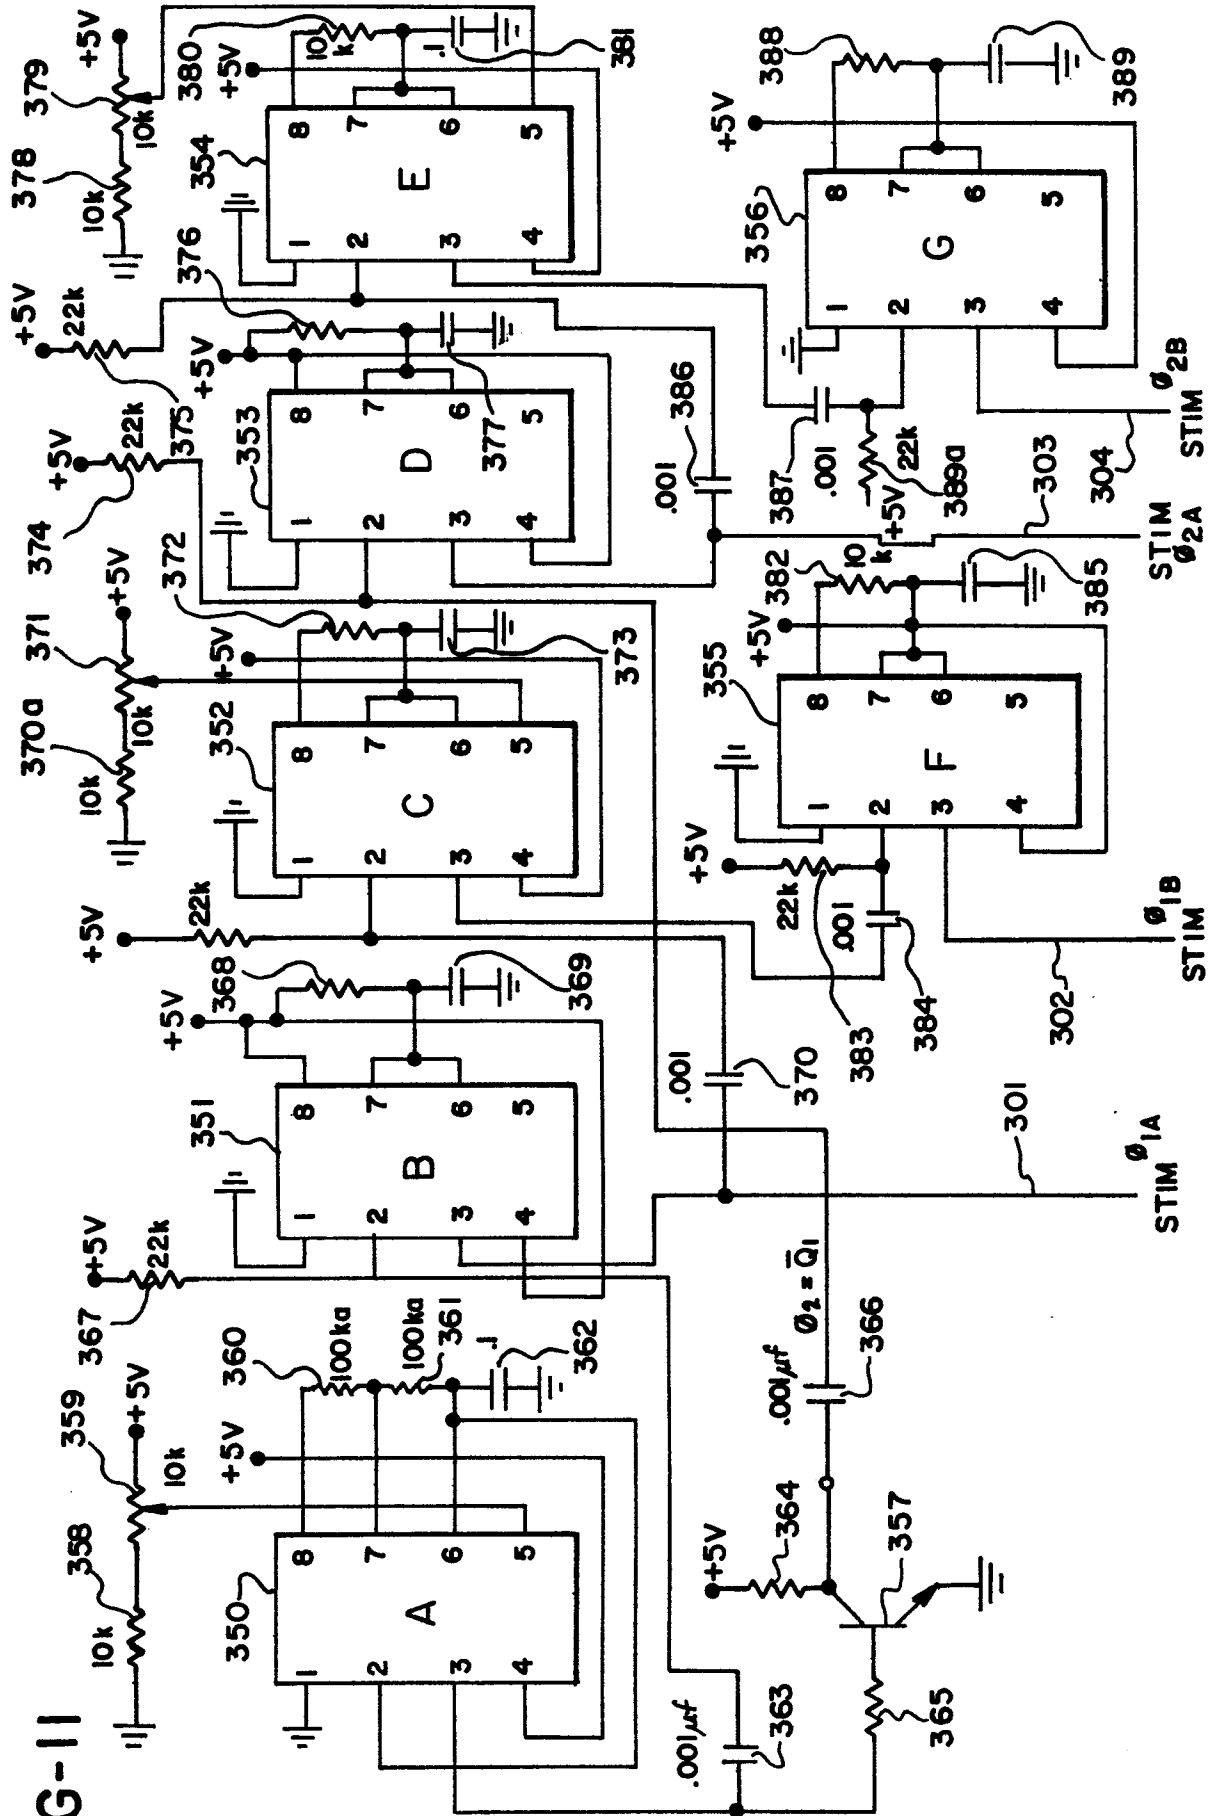 G-11
10k
358
359
+5V
10k
367
+5V
22k
+5V
22k
370a
10k
371
10k
+5V
374
+5V
22k
375
+5V
22k
378
10k
379
10k
+5V
350
A
1
2
3
4
5
6
7
8
+5V
360
100ka
100ka
361
.1
362
351
B
1
2
3
4
5
6
7
8
+5V
368
369
352
C
1
2
3
4
5
6
7
8
+5V
372
373
353
D
1
2
3
4
5
6
7
8
+5V
376
377
354
E
1
2
3
4
5
6
7
8
+5V
380
10
k
.1
381
.001µf
363
365
+5V
364
357
.001µf
366
Ø2 = Q̅1
.001
370
301
STIM Ø1A
+5V
22k
383
.001
384
302
STIM Ø1B
355
F
1
2
3
4
5
6
7
8
+5V
382
10
k
385
.001
386
303
STIM Ø2A
387
.001
22k
+5V
389a
304
STIM Ø2B
356
G
1
2
3
4
5
6
7
8
+5V
388
389